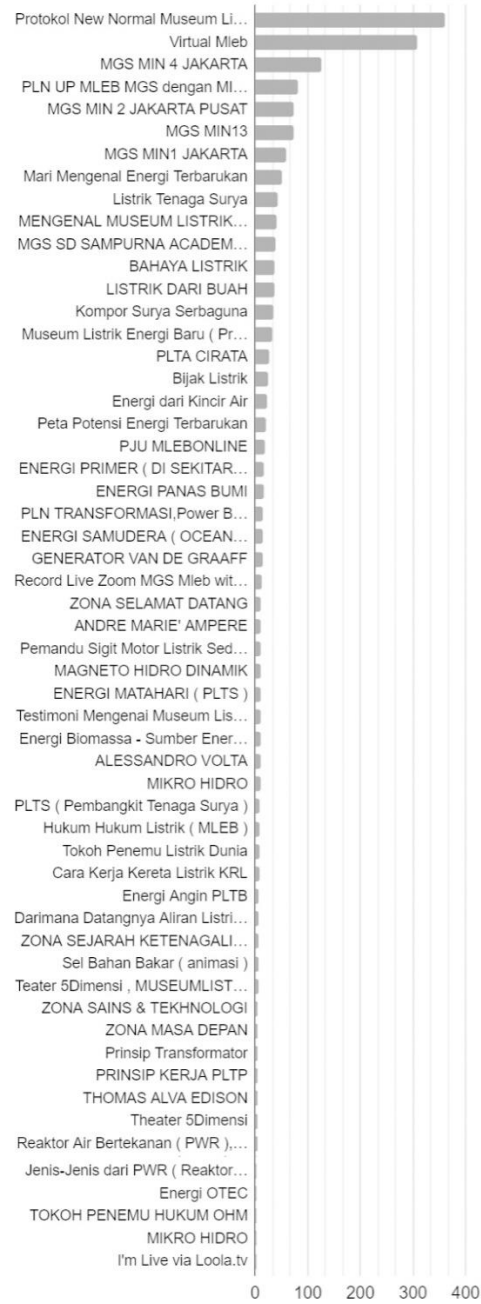 Protokol New Normal Museum Li...
Virtual Mleb
MGS MIN 4 JAKARTA
PLN UP MLEB MGS dengan MI...
MGS MIN 2 JAKARTA PUSAT
MGS MIN13
MGS MIN1 JAKARTA
Mari Mengenal Energi Terbarukan
Listrik Tenaga Surya
MENGENAL MUSEUM LISTRIK...
MGS SD SAMPURNA ACADEM...
BAHAYA LISTRIK
LISTRIK DARI BUAH
Kompor Surya Serbaguna
Museum Listrik Energi Baru ( Pr...
PLTA CIRATA
Bijak Listrik
Energi dari Kincir Air
Peta Potensi Energi Terbarukan
PJU MLEBONLINE
ENERGI PRIMER ( DI SEKITAR...
ENERGI PANAS BUMI
PLN TRANSFORMASI,Power B...
ENERGI SAMUDERA ( OCEAN...
GENERATOR VAN DE GRAAFF
Record Live Zoom MGS Mleb wit...
ZONA SELAMAT DATANG
ANDRE MARIE' AMPERE
Pemandu Sigit Motor Listrik Sed...
MAGNETO HIDRO DINAMIK
ENERGI MATAHARI ( PLTS )
Testimoni Mengenai Museum Lis...
Energi Biomassa - Sumber Ener...
ALESSANDRO VOLTA
MIKRO HIDRO
PLTS ( Pembangkit Tenaga Surya )
Hukum Hukum Listrik ( MLEB )
Tokoh Penemu Listrik Dunia
Cara Kerja Kereta Listrik KRL
Energi Angin PLTB
Darimana Datangnya Aliran Listri...
ZONA SEJARAH KETENAGALI...
Sel Bahan Bakar ( animasi )
Teater 5Dimensi , MUSEUMLIST...
ZONA SAINS & TEKHNOLOGI
ZONA MASA DEPAN
Prinsip Transformator
PRINSIP KERJA PLTP
THOMAS ALVA EDISON
Theater 5Dimensi
Reaktor Air Bertekanan ( PWR ),...
Jenis-Jenis dari PWR ( Reaktor...
Energi OTEC
TOKOH PENEMU HUKUM OHM
MIKRO HIDRO
I'm Live via Loola.tv
0 100 200 300 400